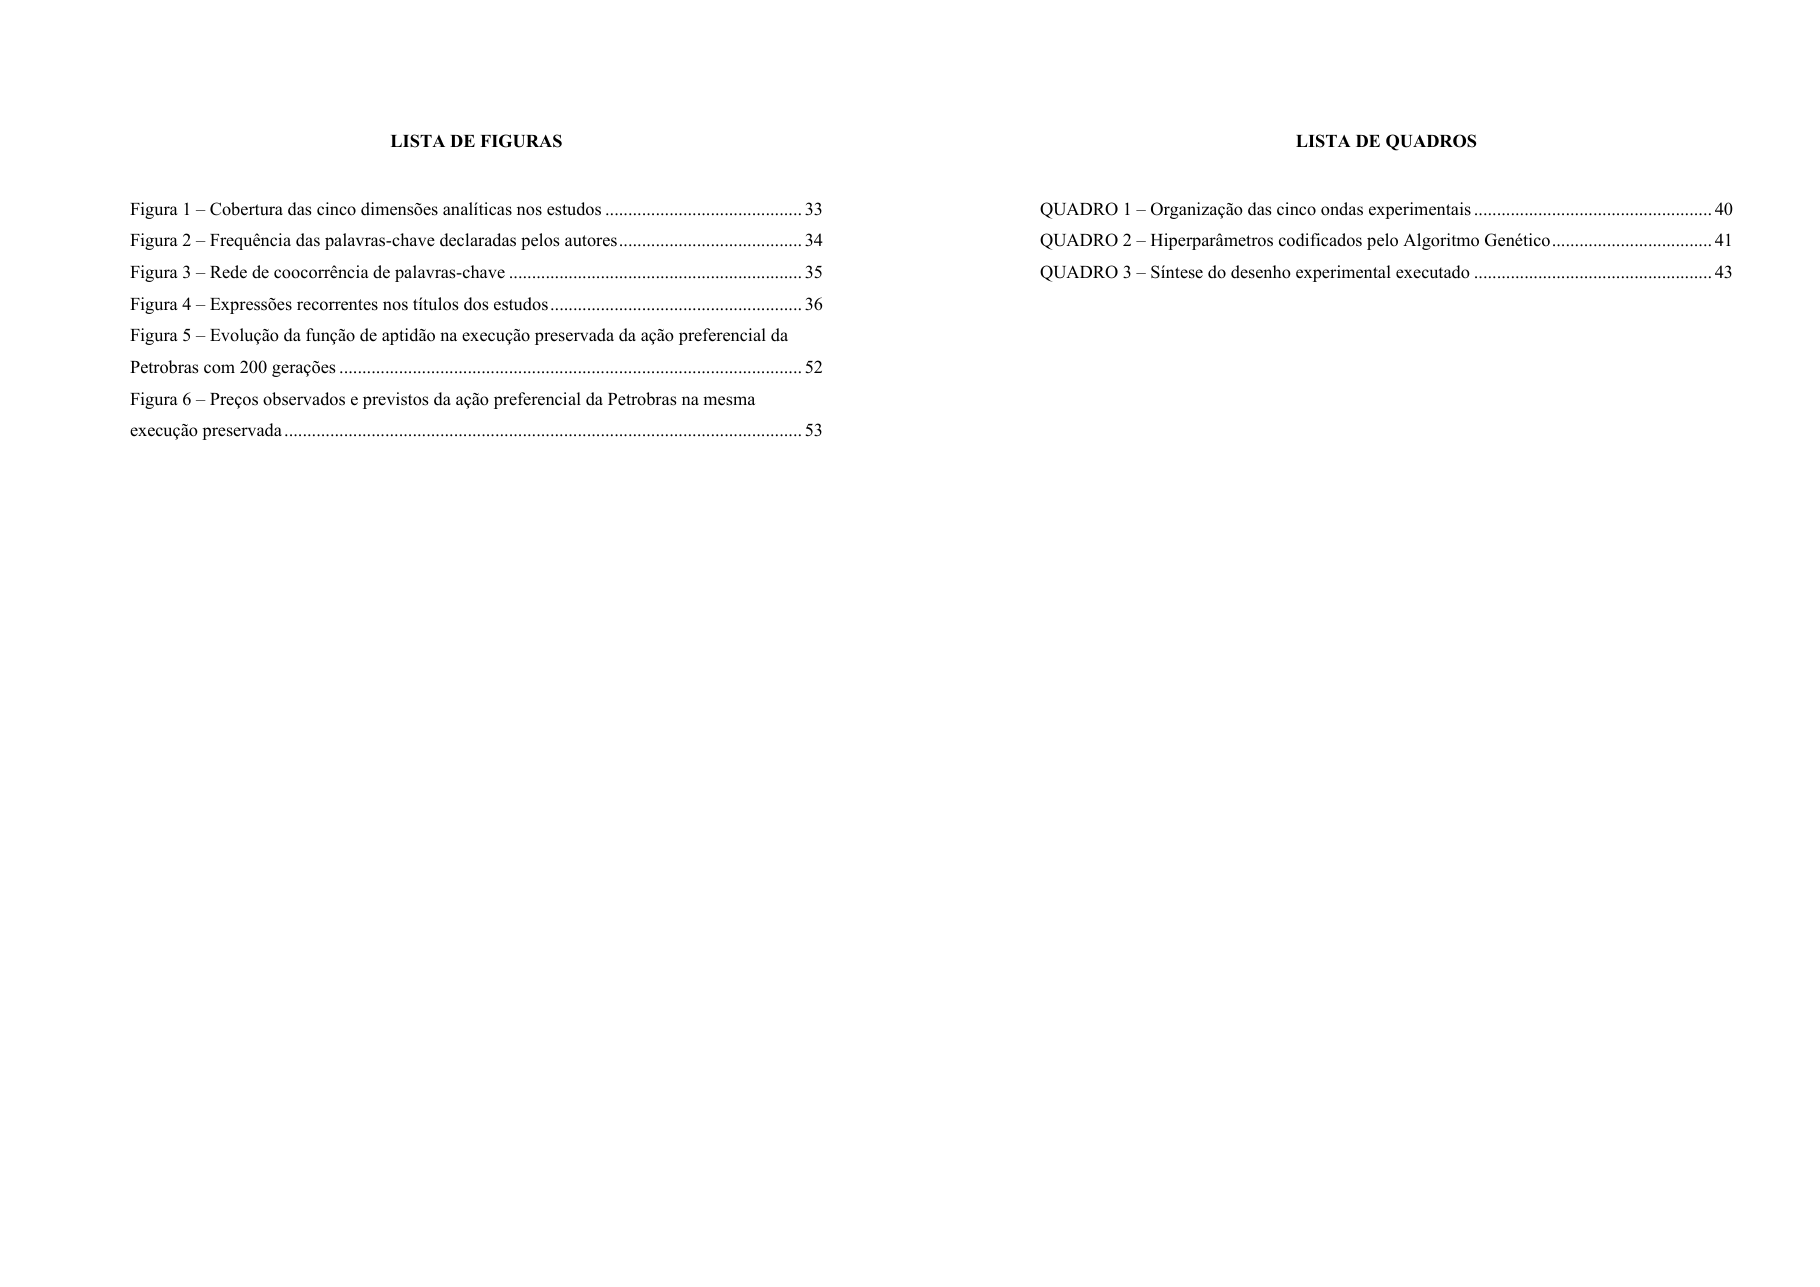 LISTA DE FIGURAS
Figura 1 – Cobertura das cinco dimensões analíticas nos estudos ........................................... 33
Figura 2 – Frequência das palavras-chave declaradas pelos autores ........................................ 34
Figura 3 – Rede de coocorrência de palavras-chave ................................................................ 35
Figura 4 – Expressões recorrentes nos títulos dos estudos ....................................................... 36
Figura 5 – Evolução da função de aptidão na execução preservada da ação preferencial da
Petrobras com 200 gerações ..................................................................................................... 52
Figura 6 – Preços observados e previstos da ação preferencial da Petrobras na mesma
execução preservada ................................................................................................................. 53
LISTA DE QUADROS
QUADRO 1 – Organização das cinco ondas experimentais .................................................... 40
QUADRO 2 – Hiperparâmetros codificados pelo Algoritmo Genético ................................... 41
QUADRO 3 – Síntese do desenho experimental executado .................................................... 43